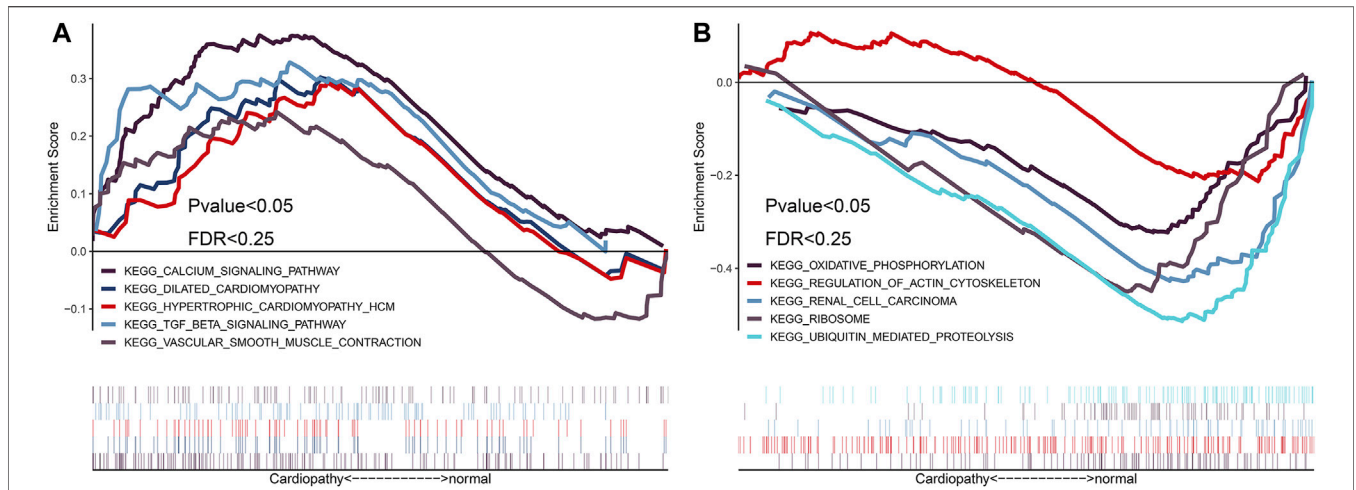 A
Enrichment Score
0.3
0.2
0.1
0.0
−0.1
Pvalue<0.05
FDR<0.25
KEGG_CALCIUM_SIGNALING_PATHWAY
KEGG_DILATED_CARDIOMYOPATHY
KEGG_HYPERTROPHIC_CARDIOMYOPATHY_HCM
KEGG_TGF_BETA_SIGNALING_PATHWAY
KEGG_VASCULAR_SMOOTH_MUSCLE_CONTRACTION
Cardiopathy<------------>normal
B
Enrichment Score
0.0
−0.2
−0.4
Pvalue<0.05
FDR<0.25
KEGG_OXIDATIVE_PHOSPHORYLATION
KEGG_REGULATION_OF_ACTIN_CYTOSKELETON
KEGG_RENAL_CELL_CARCINOMA
KEGG_RIBOSOME
KEGG_UBIQUITIN_MEDIATED_PROTEOLYSIS
Cardiopathy<------------>normal